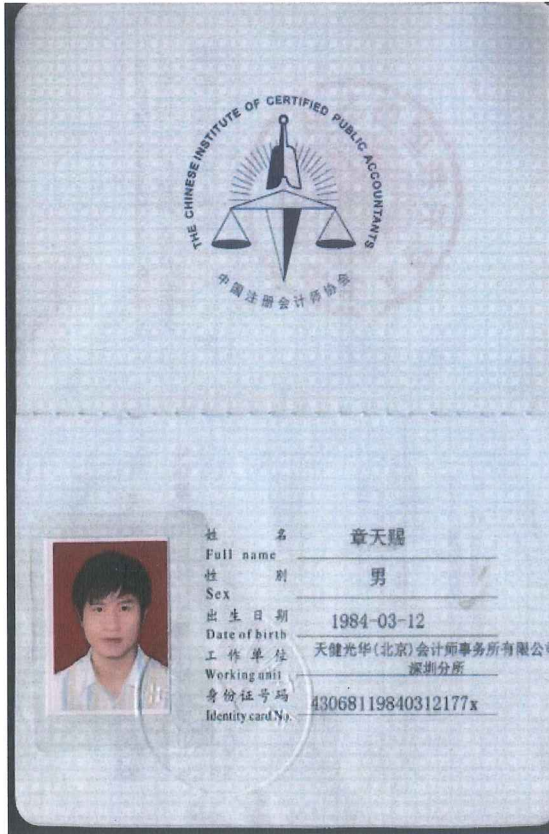 THE CHINESE INSTITUTE OF CERTIFIED PUBLIC ACCOUNTANTS
中国注册会计师协会
姓 名 章天赐
Full name
性 别 男
Sex
出生日期 1984-03-12
Date of birth
工作单位 天健光华(北京)会计师事务所有限公司
Working unit 深圳分所
身份证号码 43068119840312177x
Identity card No.